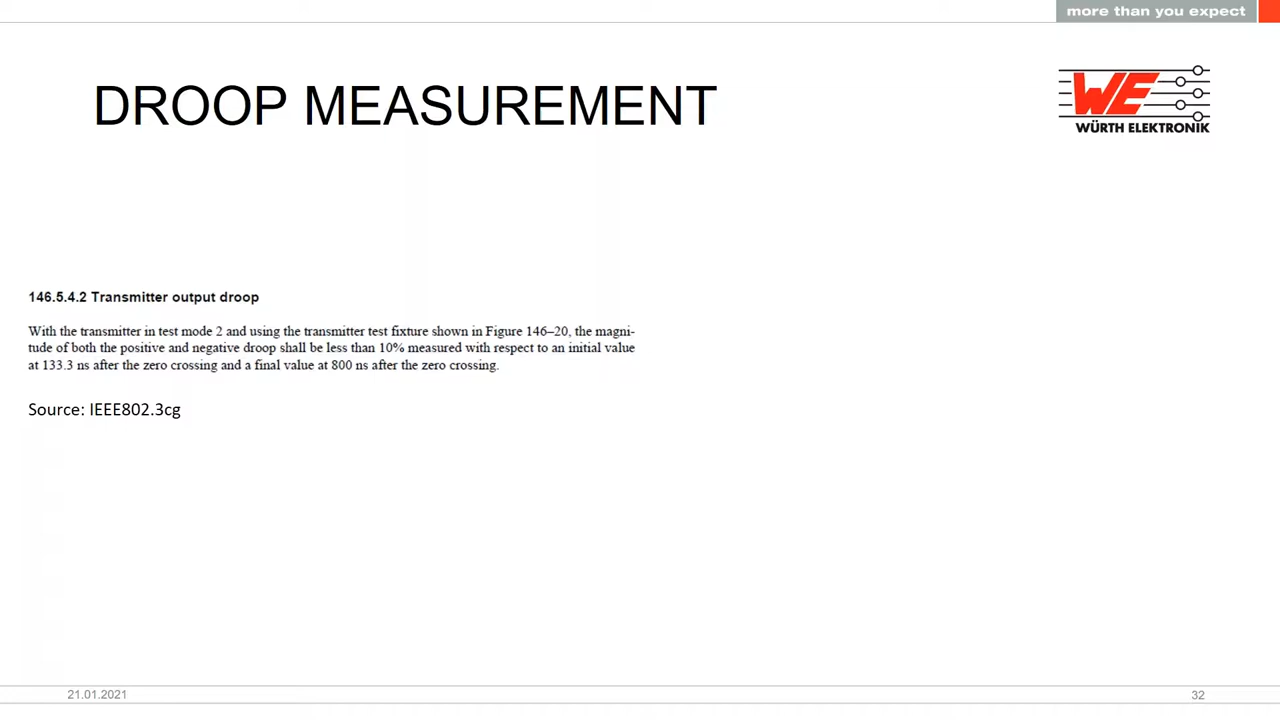 more than you expect
DROOP MEASUREMENT
WE
WÜRTH ELEKTRONIK
146.5.4.2 Transmitter output droop
With the transmitter in test mode 2 and using the transmitter test fixture shown in Figure 146–20, the magni-
tude of both the positive and negative droop shall be less than 10% measured with respect to an initial value
at 133.3 ns after the zero crossing and a final value at 800 ns after the zero crossing.
Source: IEEE802.3cg
21.01.2021
32